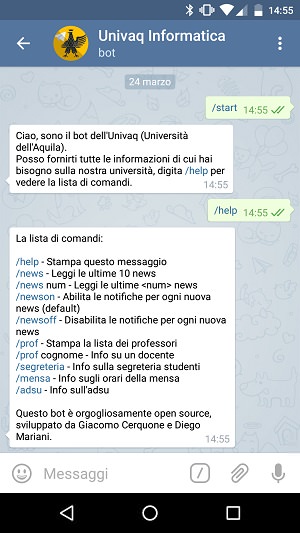 14:55
Univaq Informatica
bot
24 marzo
/start 14:55
Ciao, sono il bot dell'Univaq (Università
dell'Aquila).
Posso fornirti tutte le informazioni di cui hai
bisogno sulla nostra università, digita /help per
vedere la lista di comandi.
14:55
/help 14:55
La lista di comandi:
/help - Stampa questo messaggio
/news - Leggi le ultime 10 news
/news num - Leggi le ultime <num> news
/newson - Abilita le notifiche per ogni nuova
news (default)
/newsoff - Disabilita le notifiche per ogni nuova
news
/prof - Stampa la lista dei professori
/prof cognome - Info su un docente
/segreteria - Info sulla segreteria studenti
/mensa - Info sugli orari della mensa
/adsu - Info sull'adsu
Questo bot è orgogliosamente open source,
sviluppato da Giacomo Cerquone e Diego
Mariani.
14:55
Messaggi